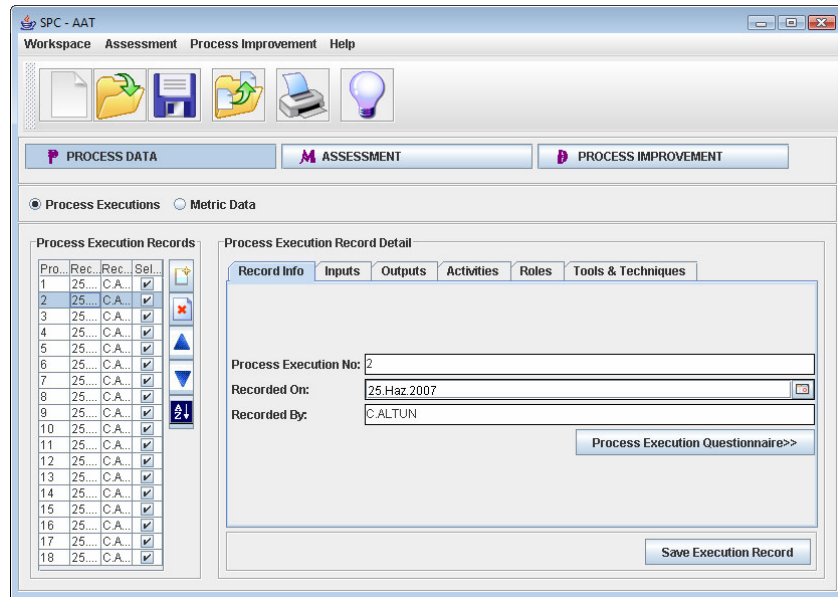 SPC - AAT
Workspace Assessment Process Improvement Help
P PROCESS DATA M ASSESSMENT PROCESS IMPROVEMENT
Process Executions Metric Data
Process Execution Records
Pro... Rec... Rec... Sel...
1 25.... C.A...
2 25.... C.A...
3 25.... C.A...
4 25.... C.A...
5 25.... C.A...
6 25.... C.A...
7 25.... C.A...
8 25.... C.A...
9 25.... C.A...
10 25.... C.A...
11 25.... C.A...
12 25.... C.A...
13 25.... C.A...
14 25.... C.A...
15 25.... C.A...
16 25.... C.A...
17 25.... C.A...
18 25.... C.A...
A
Z
Process Execution Record Detail
Record Info Inputs Outputs Activities Roles Tools & Techniques
Process Execution No: 2
Recorded On: 25.Haz.2007
Recorded By: C.ALTUN
Process Execution Questionnaire>>
Save Execution Record